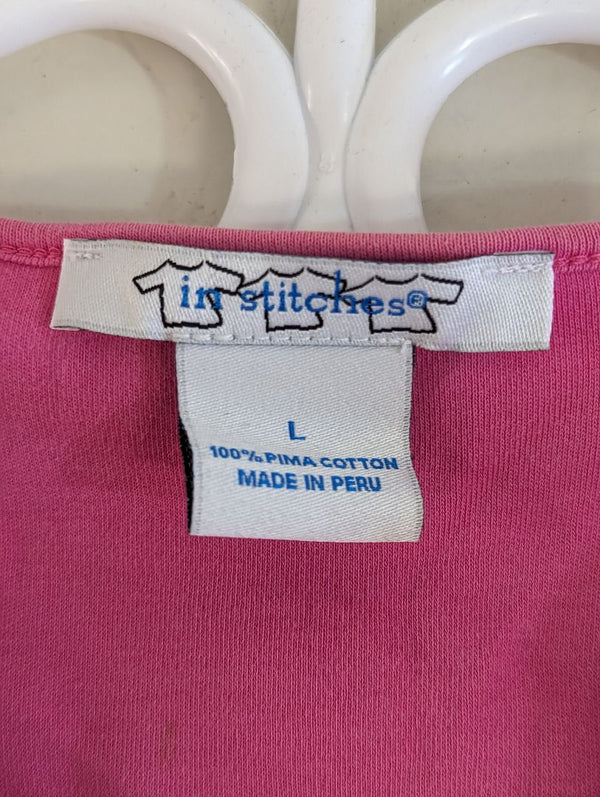 in stitches®
L
100% PIMA COTTON
MADE IN PERU